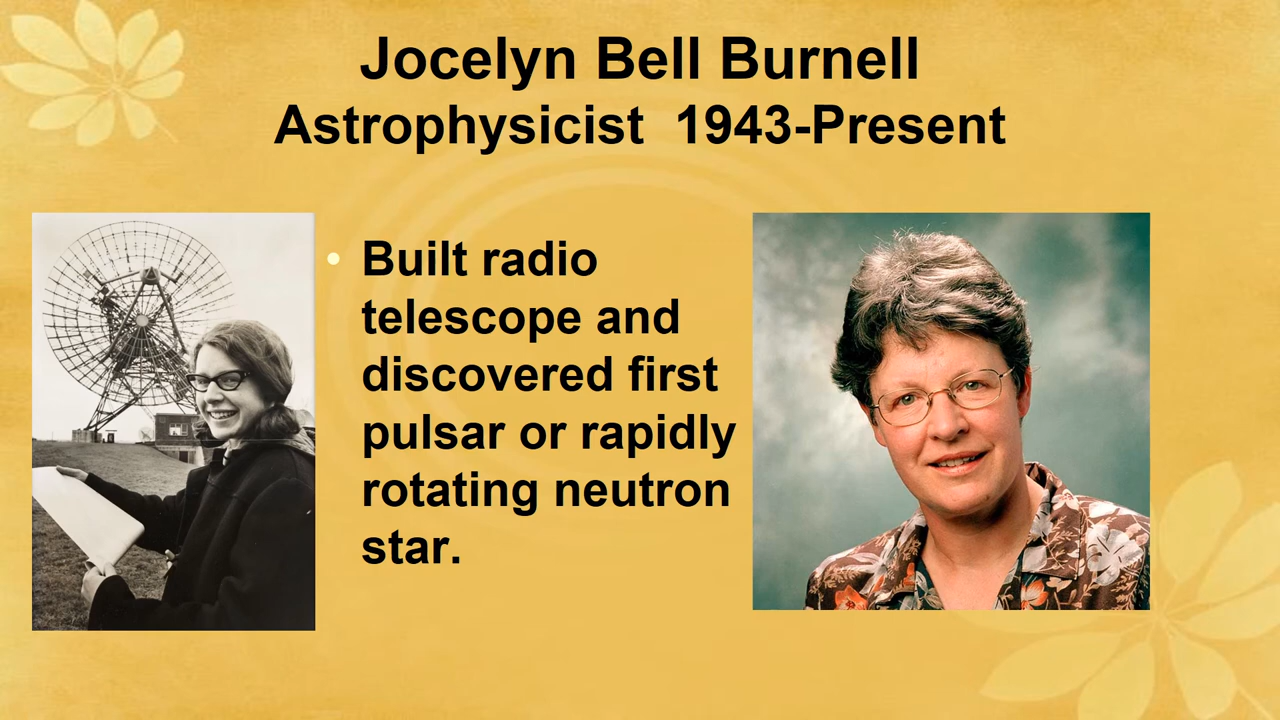 Jocelyn Bell Burnell
Astrophysicist  1943-Present
• Built radio
telescope and
discovered first
pulsar or rapidly
rotating neutron
star.